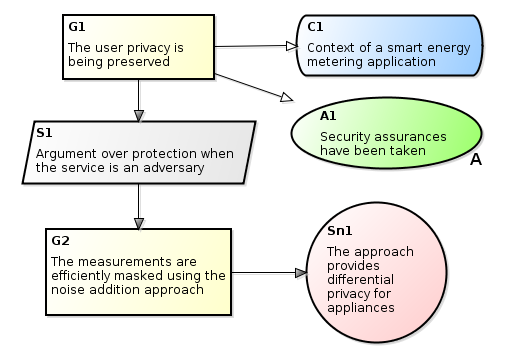 G1
The user privacy is
being preserved
C1
Context of a smart energy
metering application
A1
Security assurances
have been taken
A
S1
Argument over protection when
the service is an adversary
G2
The measurements are
efficiently masked using the
noise addition approach
Sn1
The approach
provides
differential
privacy for
appliances